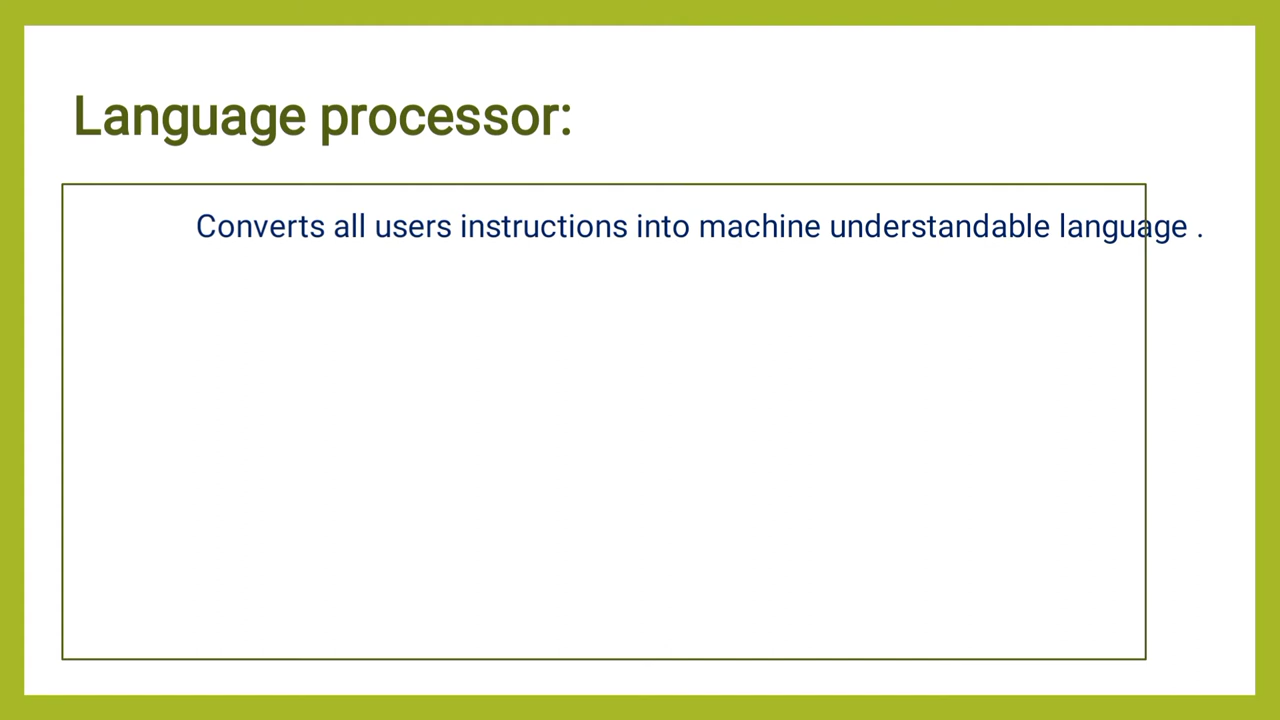 Language processor:
Converts all users instructions into machine understandable language .